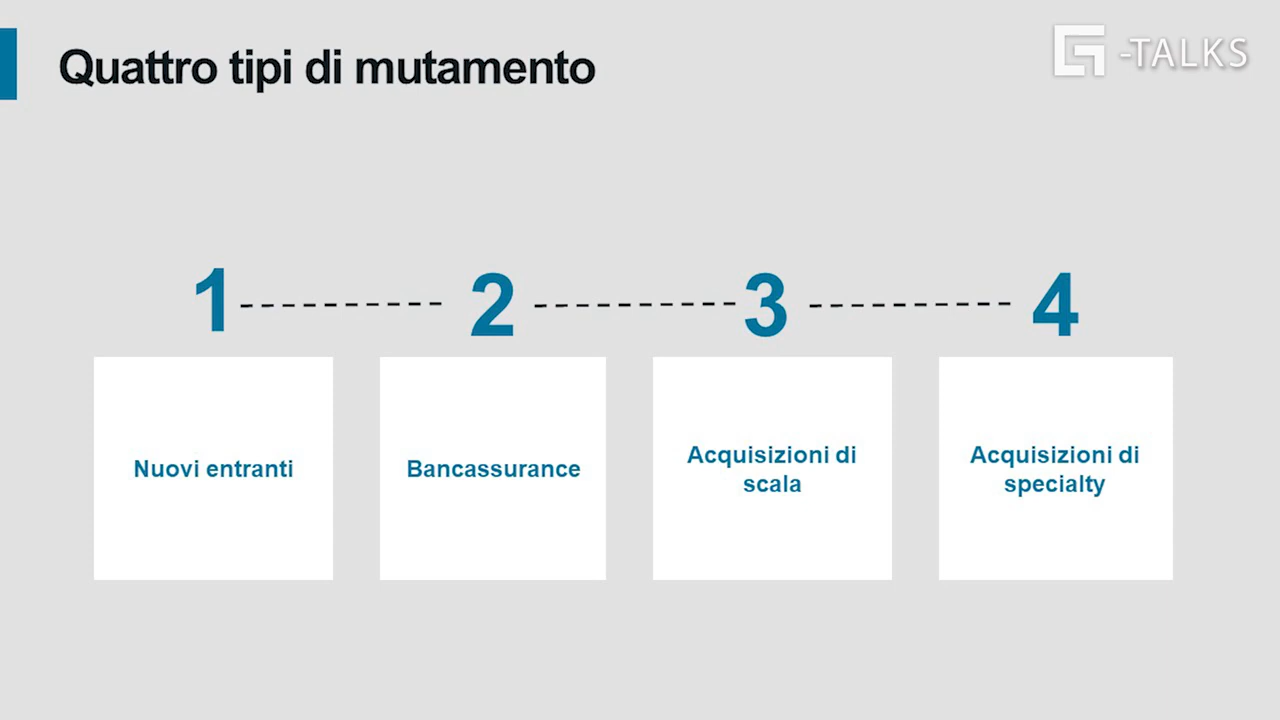 Quattro tipi di mutamento
G-TALKS
1 2 3 4
Nuovi entranti
Bancassurance
Acquisizioni di
scala
Acquisizioni di
specialty